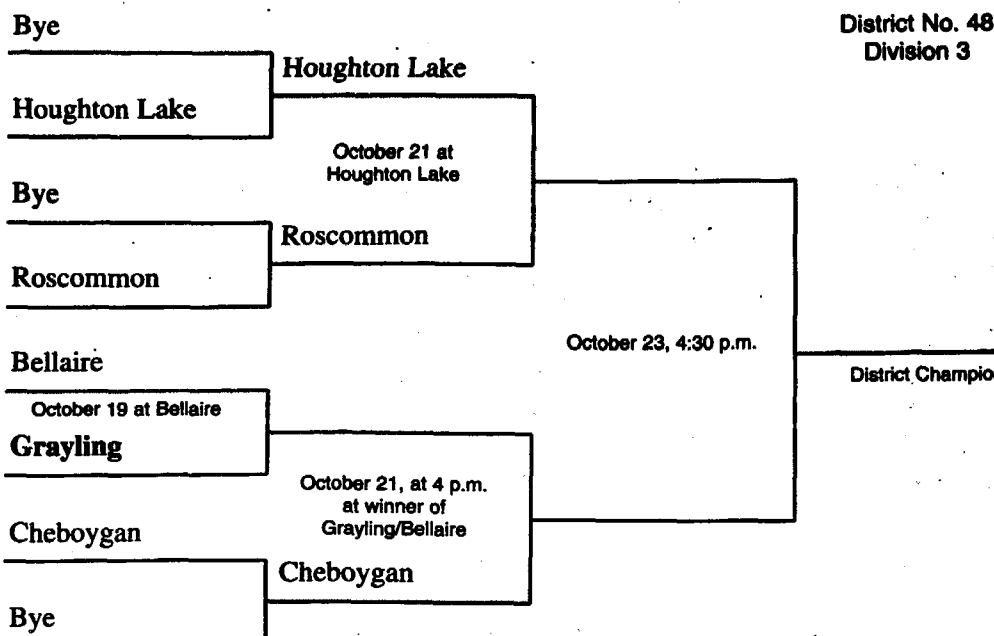 Bye
District No. 48
Division 3
Houghton Lake
Houghton Lake
October 21 at
Houghton Lake
Bye
Roscommon
Roscommon
October 23, 4:30 p.m.
Bellaire
District Champio
October 19 at Bellaire
Grayling
October 21, at 4 p.m.
at winner of
Grayling/Bellaire
Cheboygan
Cheboygan
Bye